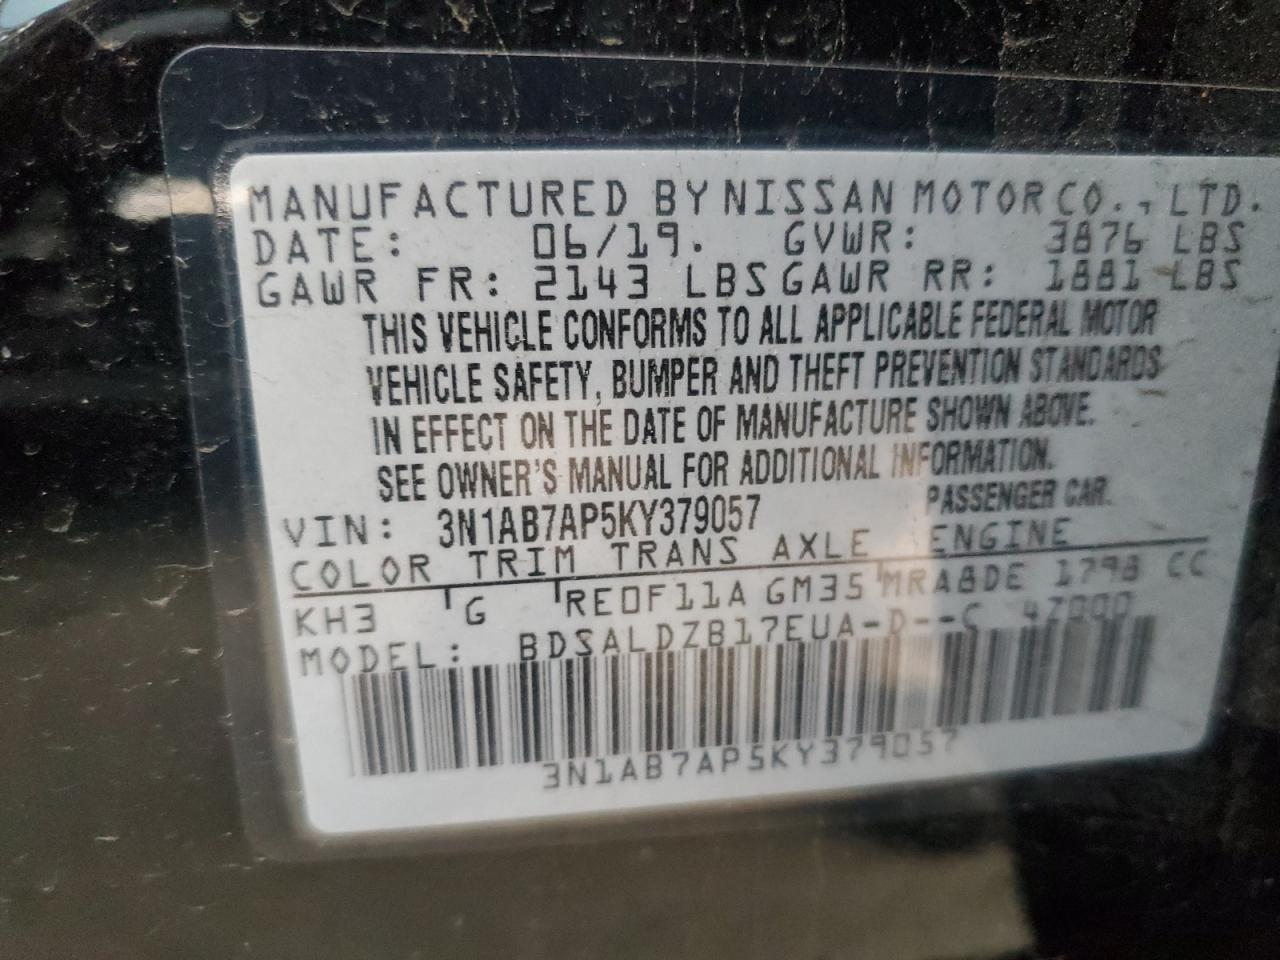 MANUFACTURED BY NISSAN MOTOR CO., LTD.
DATE: 06/19. GVWR: 3876 LBS
GAWR FR: 2143 LBS GAWR RR: 1881 LBS
THIS VEHICLE CONFORMS TO ALL APPLICABLE FEDERAL MOTOR
VEHICLE SAFETY, BUMPER AND THEFT PREVENTION STANDARDS
IN EFFECT ON THE DATE OF MANUFACTURE SHOWN ABOVE.
SEE OWNER'S MANUAL FOR ADDITIONAL INFORMATION.
VIN: 3N1AB7AP5KY379057 PASSENGER CAR.
COLOR TRIM TRANS AXLE ENGINE
KH3 G RE0F11A GM35 MRA8DE 1798 CC
MODEL: BDSALDZB17EUA-D--C 4Z000
3N1AB7AP5KY379057